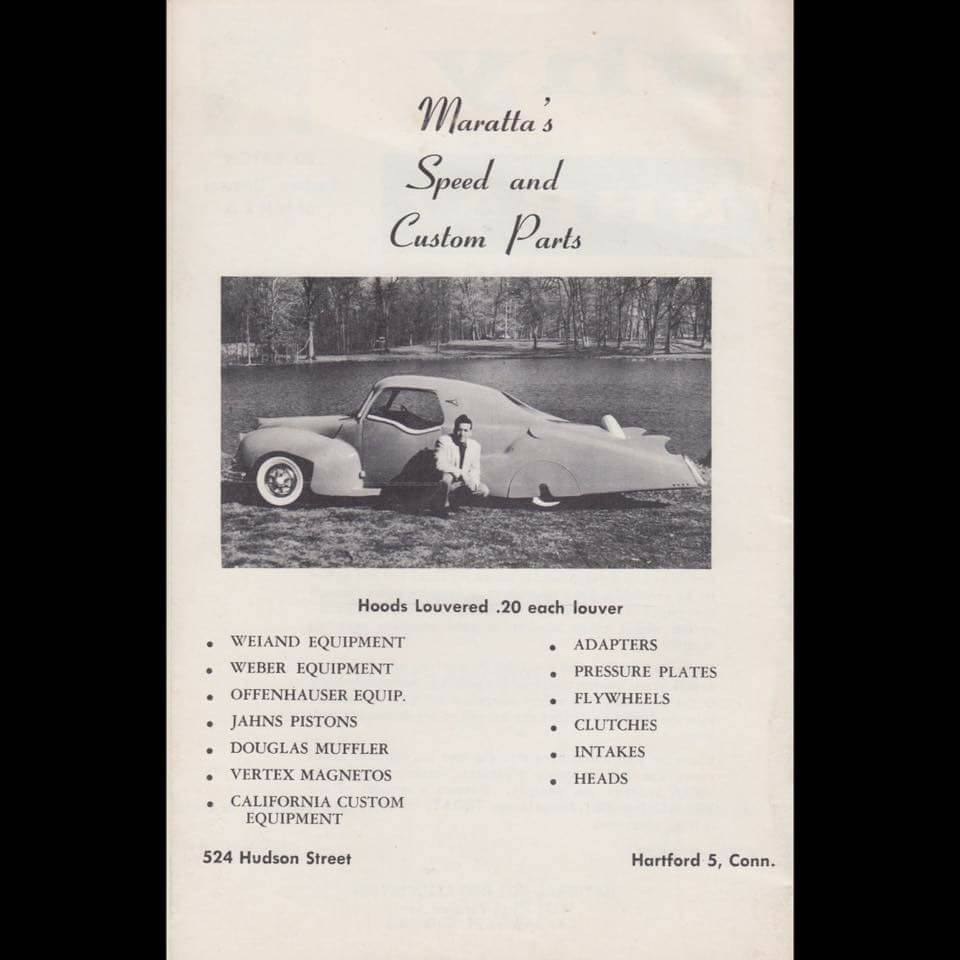 Maratta's
Speed and
Custom Parts
Hoods Louvered .20 each louver
• WEIAND EQUIPMENT
• WEBER EQUIPMENT
• OFFENHAUSER EQUIP.
• JAHNS PISTONS
• DOUGLAS MUFFLER
• VERTEX MAGNETOS
• CALIFORNIA CUSTOM
EQUIPMENT
• ADAPTERS
• PRESSURE PLATES
• FLYWHEELS
• CLUTCHES
• INTAKES
• HEADS
524 Hudson Street
Hartford 5, Conn.